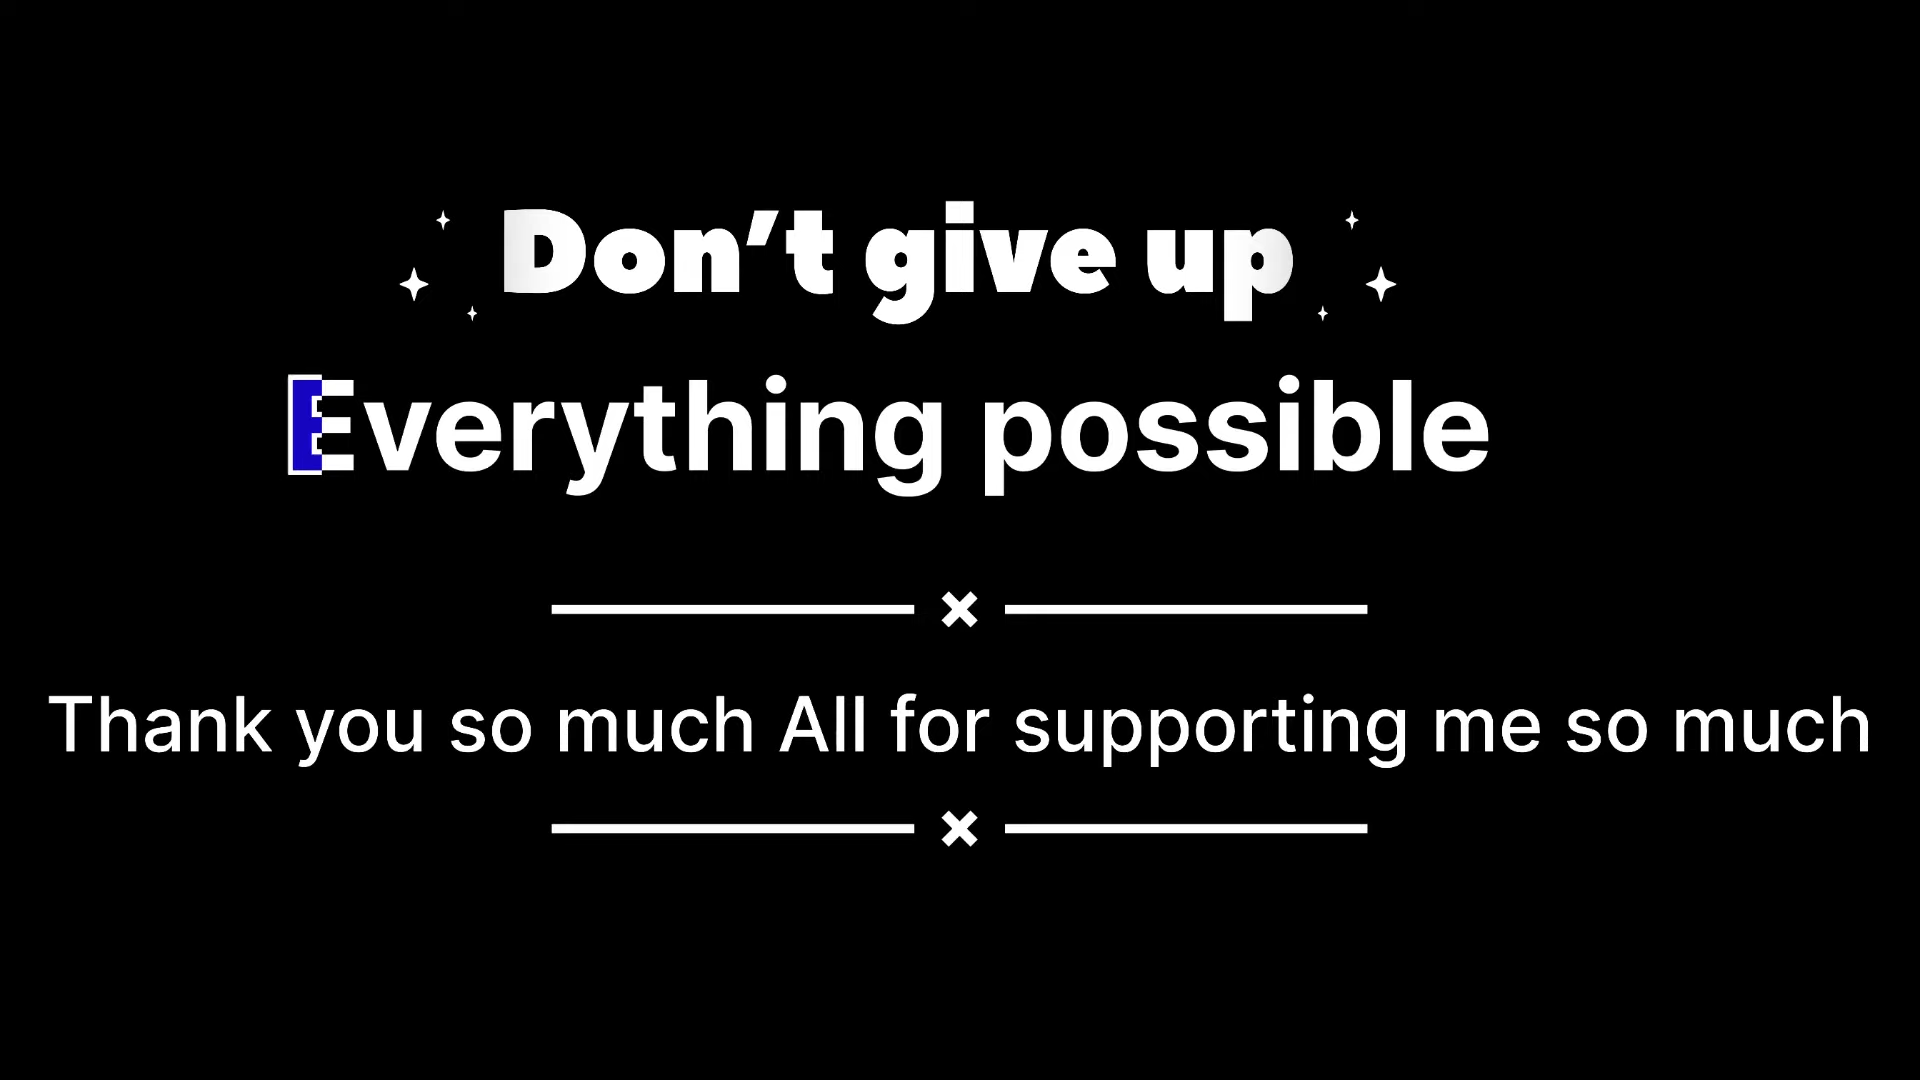 Don’t give up
Everything possible
Thank you so much All for supporting me so much